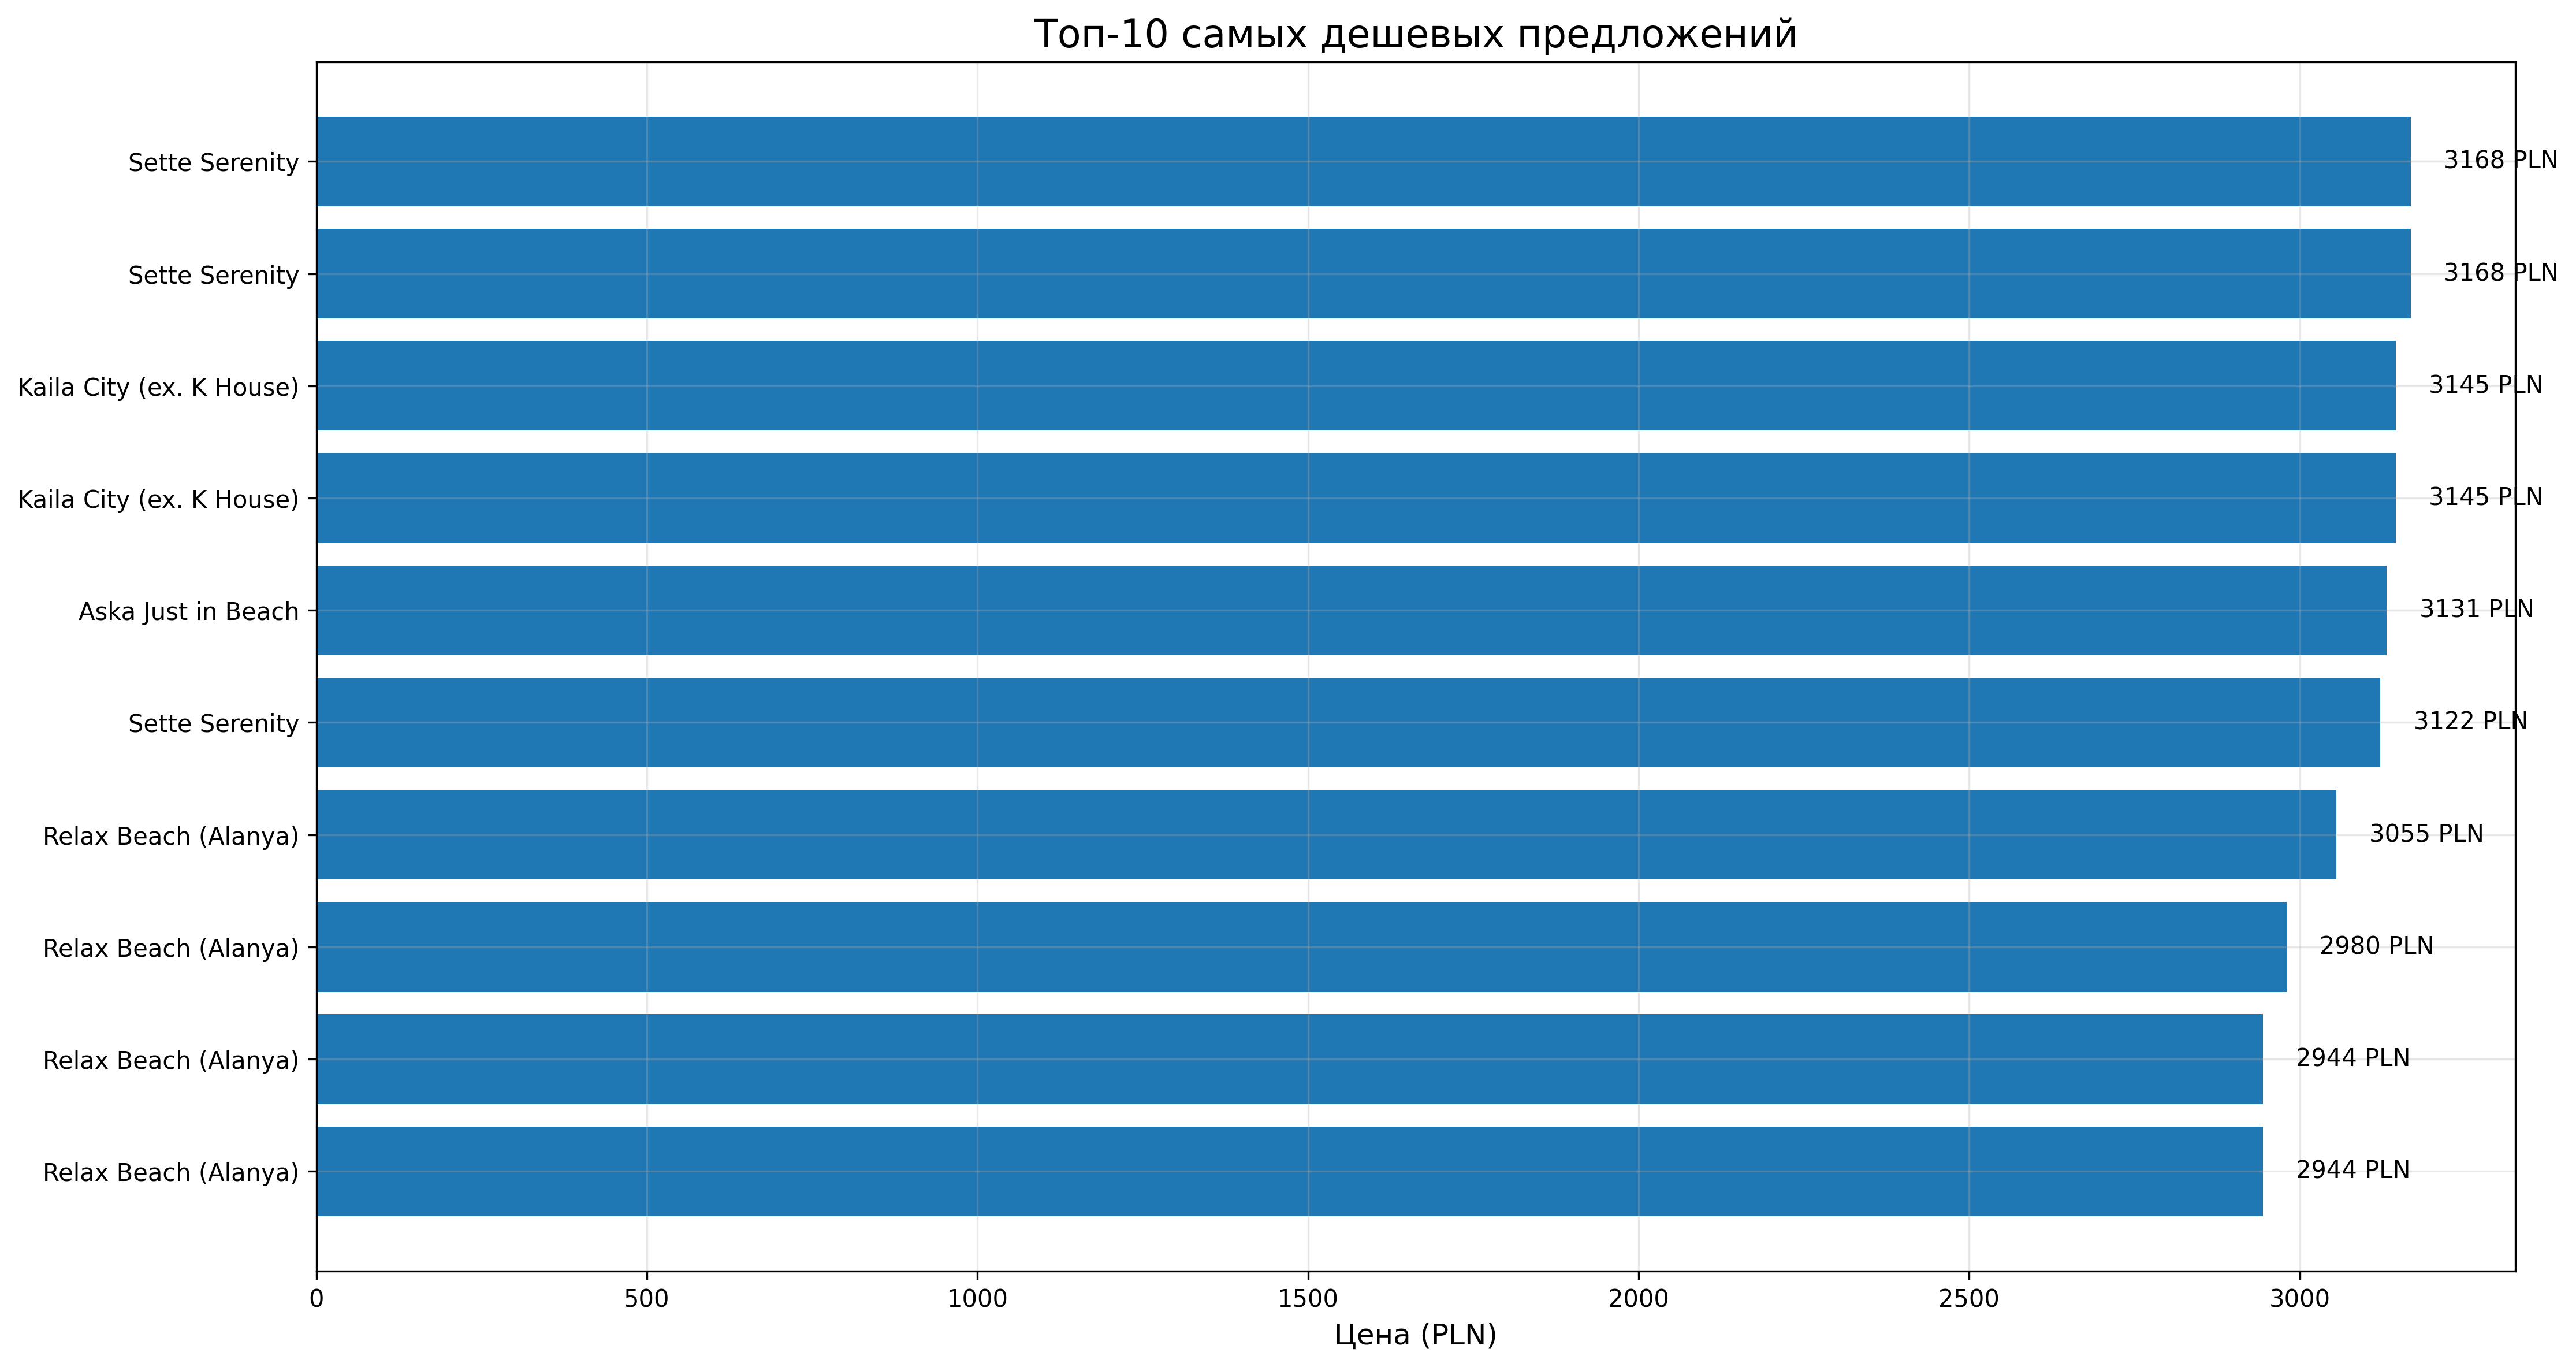 Топ-10 самых дешевых предложений
Sette Serenity
3168 PLN
Sette Serenity
3168 PLN
Kaila City (ex. K House)
3145 PLN
Kaila City (ex. K House)
3145 PLN
Aska Just in Beach
3131 PLN
Sette Serenity
3122 PLN
Relax Beach (Alanya)
3055 PLN
Relax Beach (Alanya)
2980 PLN
Relax Beach (Alanya)
2944 PLN
Relax Beach (Alanya)
2944 PLN
0 500 1000 1500 2000 2500 3000
Цена (PLN)